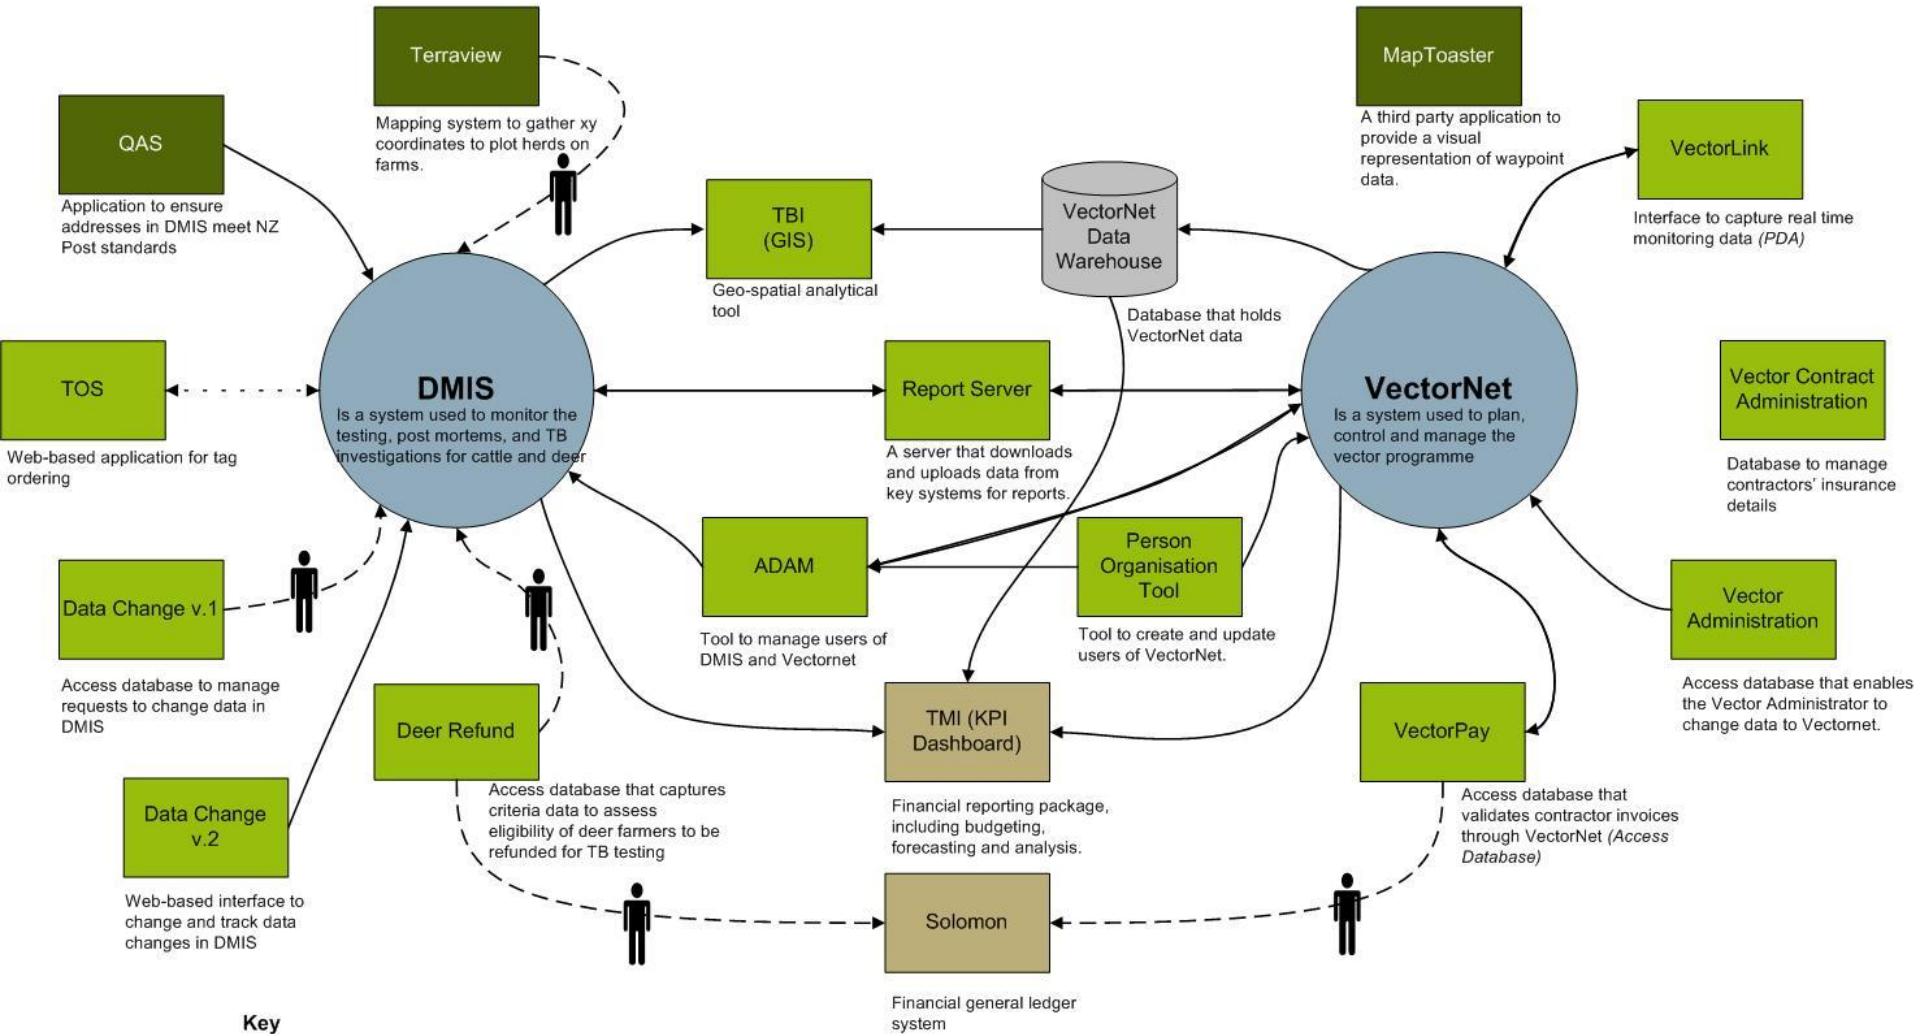 Terraview
Mapping system to gather xy
coordinates to plot herds on
farms.
MapToaster
A third party application to
provide a visual
representation of waypoint
data.
QAS
Application to ensure
addresses in DMIS meet NZ
Post standards
VectorLink
Interface to capture real time
monitoring data (PDA)
TBI
(GIS)
Geo-spatial analytical
tool
VectorNet
Data
Warehouse
Database that holds
VectorNet data
TOS
Web-based application for tag
ordering
DMIS
Is a system used to monitor the
testing, post mortems, and TB
investigations for cattle and deer
Report Server
A server that downloads
and uploads data from
key systems for reports.
VectorNet
Is a system used to plan,
control and manage the
vector programme
Vector Contract
Administration
Database to manage
contractors' insurance
details
Data Change v.1
Access database to manage
requests to change data in
DMIS
ADAM
Tool to manage users of
DMIS and Vectornet
Person
Organisation
Tool
Tool to create and update
users of VectorNet.
Vector
Administration
Access database that enables
the Vector Administrator to
change data to Vectornet.
Deer Refund
Access database that captures
criteria data to assess
eligibility of deer farmers to be
refunded for TB testing
TMI (KPI
Dashboard)
Financial reporting package,
including budgeting,
forecasting and analysis.
VectorPay
Access database that
validates contractor invoices
through VectorNet (Access
Database)
Data Change
v.2
Web-based interface to
change and track data
changes in DMIS
Solomon
Financial general ledger
system
Key